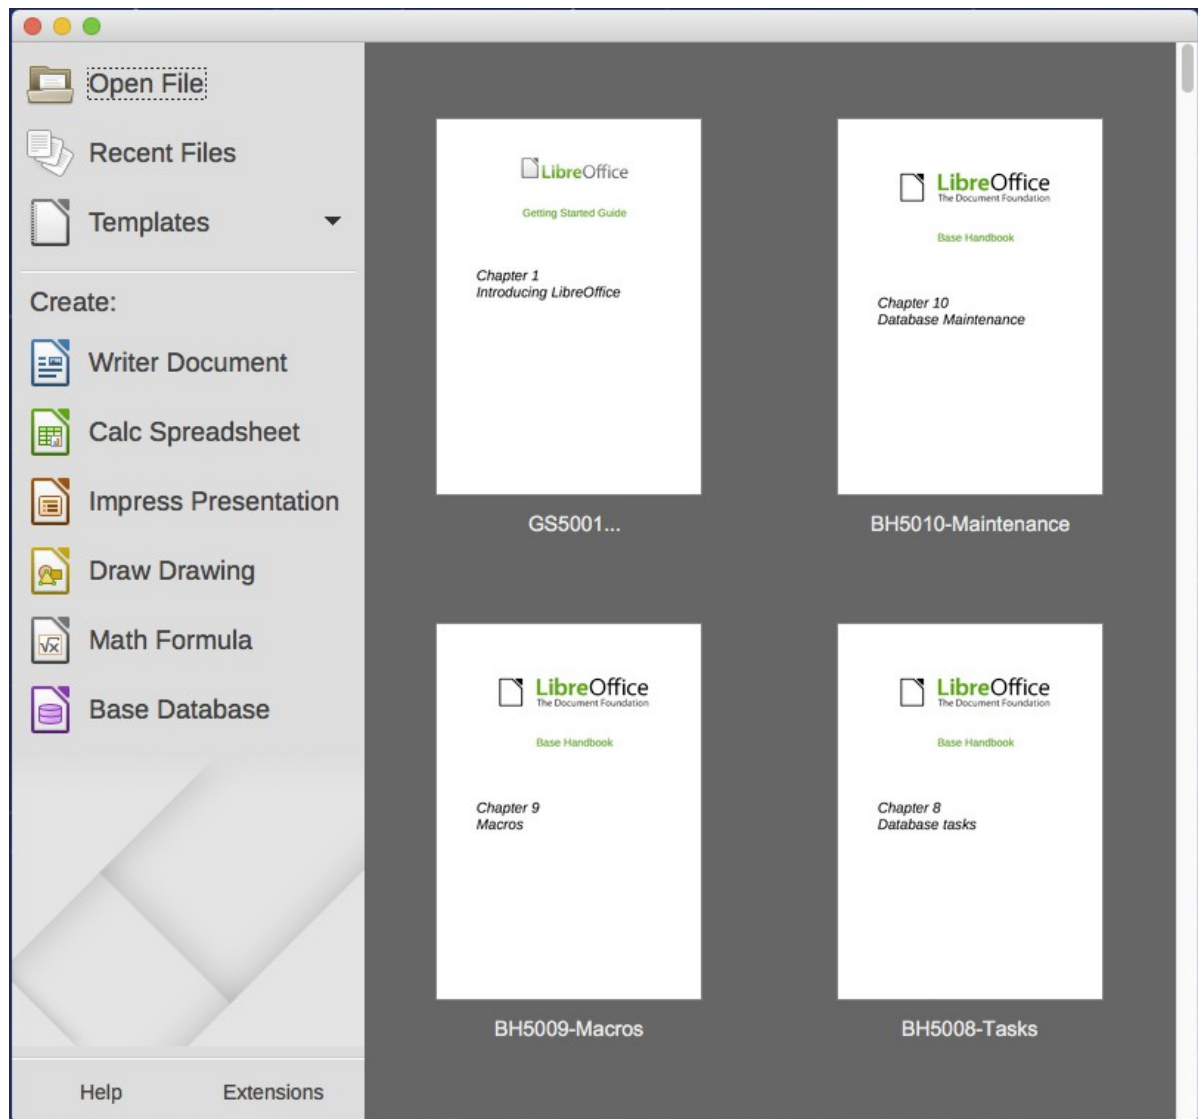 Open File
Recent Files
Templates
Create:
Writer Document
Calc Spreadsheet
Impress Presentation
Draw Drawing
Math Formula
Base Database
Help
Extensions
LibreOffice
Getting Started Guide
Chapter 1
Introducing LibreOffice
GS5001...
LibreOffice
The Document Foundation
Base Handbook
Chapter 10
Database Maintenance
BH5010-Maintenance
LibreOffice
The Document Foundation
Base Handbook
Chapter 9
Macros
BH5009-Macros
LibreOffice
The Document Foundation
Base Handbook
Chapter 8
Database tasks
BH5008-Tasks